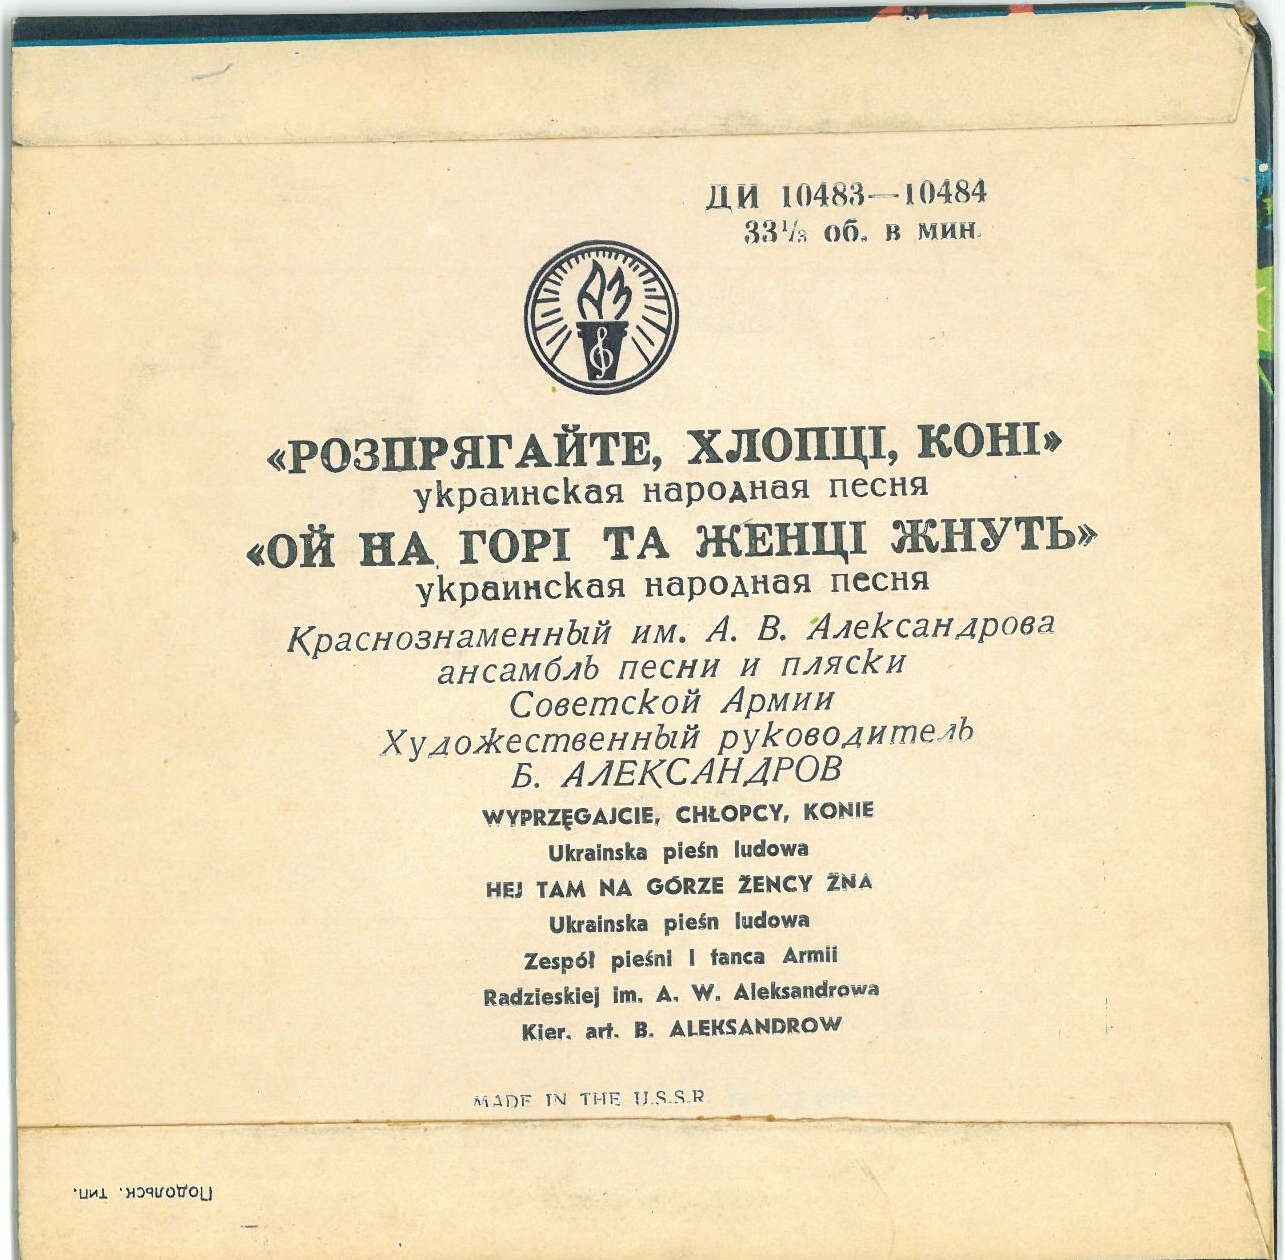 ДИ 10483—10484
33⅓ об. в мин.
АЗ
«РОЗПРЯГАЙТЕ, ХЛОПЦІ, КОНІ»
украинская народная песня
«ОЙ НА ГОРІ ТА ЖЕНЦІ ЖНУТЬ»
украинская народная песня
Краснознаменный им. А. В. Александрова
ансамбль песни и пляски
Советской Армии
Художественный руководитель
Б. АЛЕКСАНДРОВ
WYPRZĘGAJCIE, CHŁOPCY, KONIE
Ukrainska pieśn ludowa
HEJ TAM NA GÓRZE ŻENCY ŻNA
Ukrainska pieśn ludowa
Zespół pieśni I tanca Armii
Radzieskiej im. A. W. Aleksandrowa
Kier. art. B. ALEKSANDROW
MADE IN THE U.S.S.R
Подольск. тип.